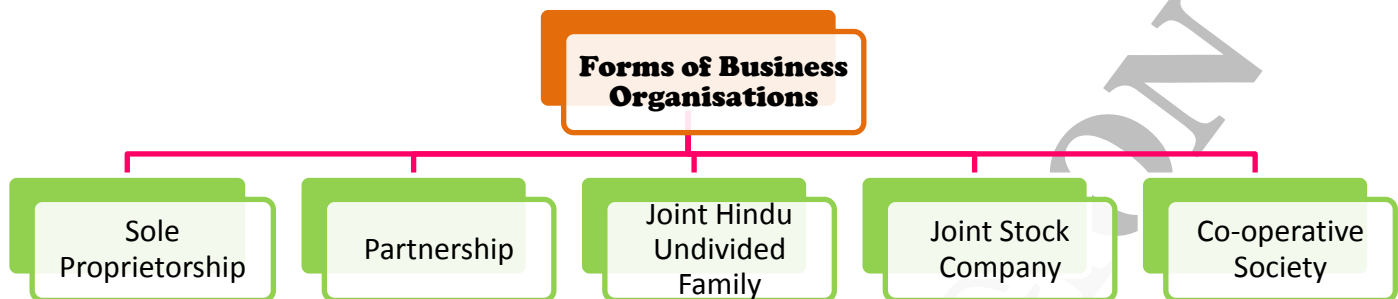 Forms of Business
Organisations
Sole
Proprietorship
Partnership
Joint Hindu
Undivided
Family
Joint Stock
Company
Co-operative
Society